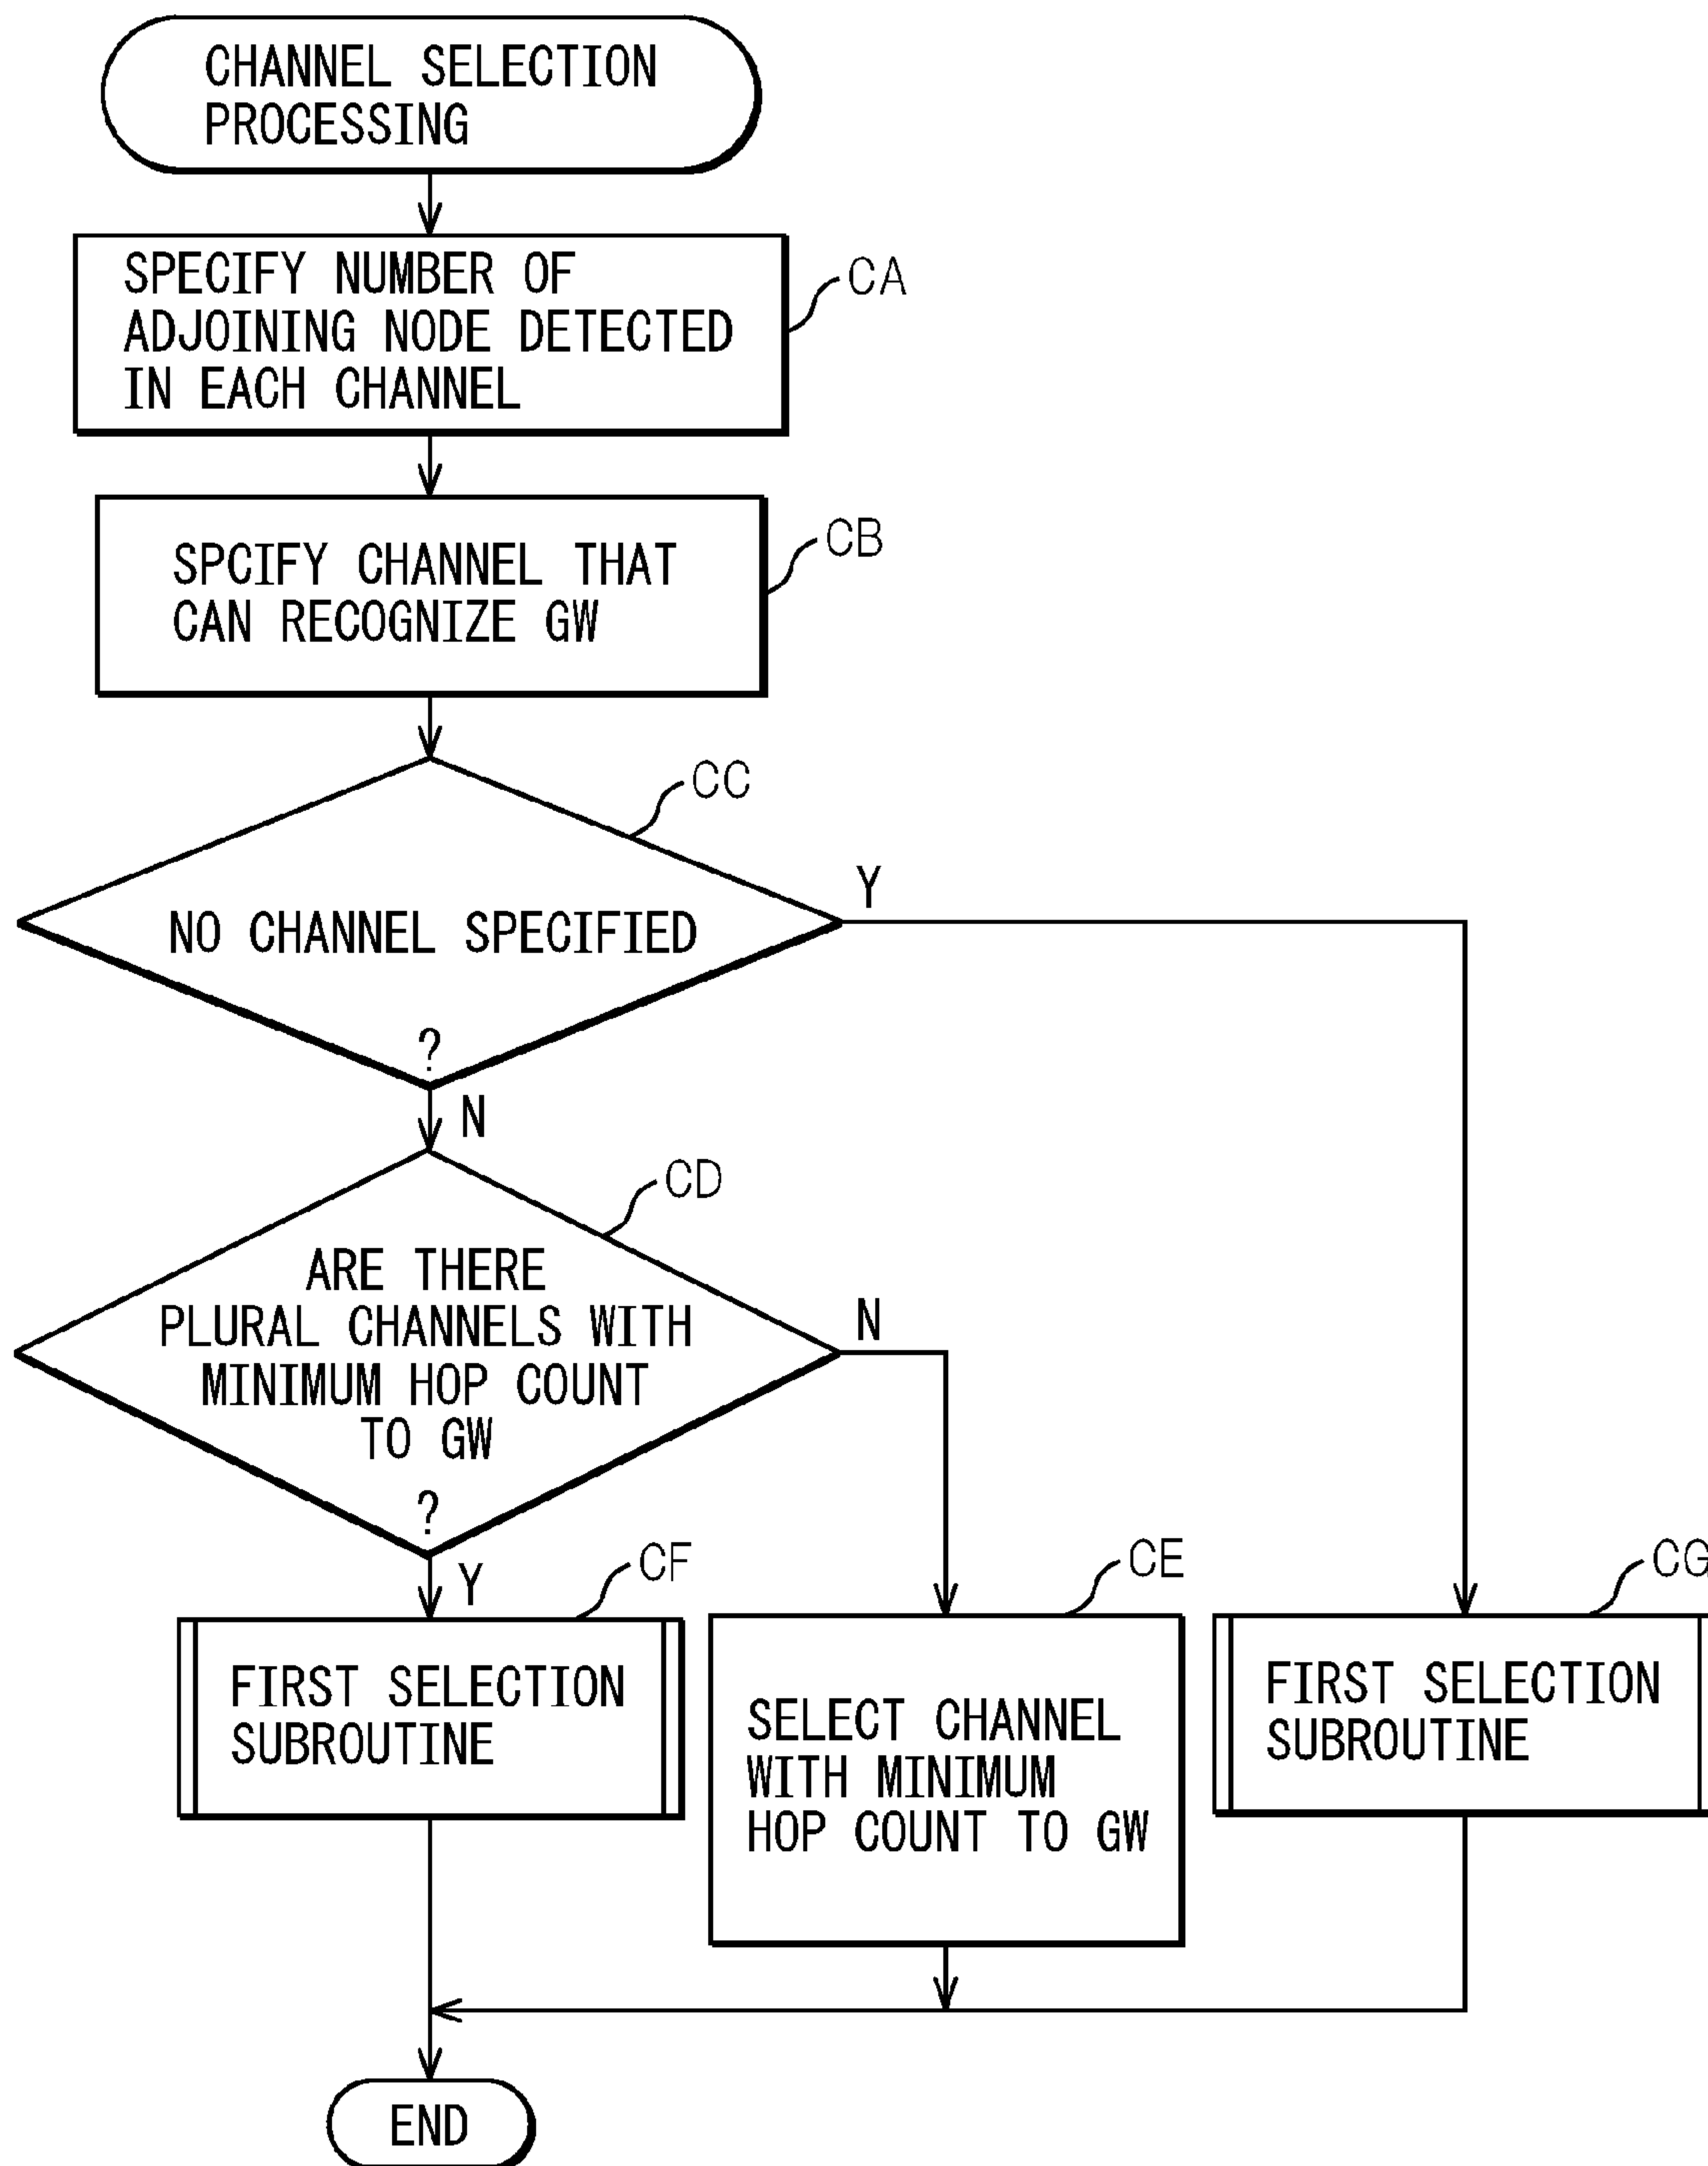 CHANNEL SELECTION
PROCESSING
SPECIFY NUMBER OF
ADJOINING NODE DETECTED
IN EACH CHANNEL
CA
SPCIFY CHANNEL THAT
CAN RECOGNIZE GW
CB
CC
NO CHANNEL SPECIFIED
?
Y
N
CD
ARE THERE
PLURAL CHANNELS WITH
MINIMUM HOP COUNT
TO GW
?
N
Y
CF
FIRST SELECTION
SUBROUTINE
CE
SELECT CHANNEL
WITH MINIMUM
HOP COUNT TO GW
CG
FIRST SELECTION
SUBROUTINE
END